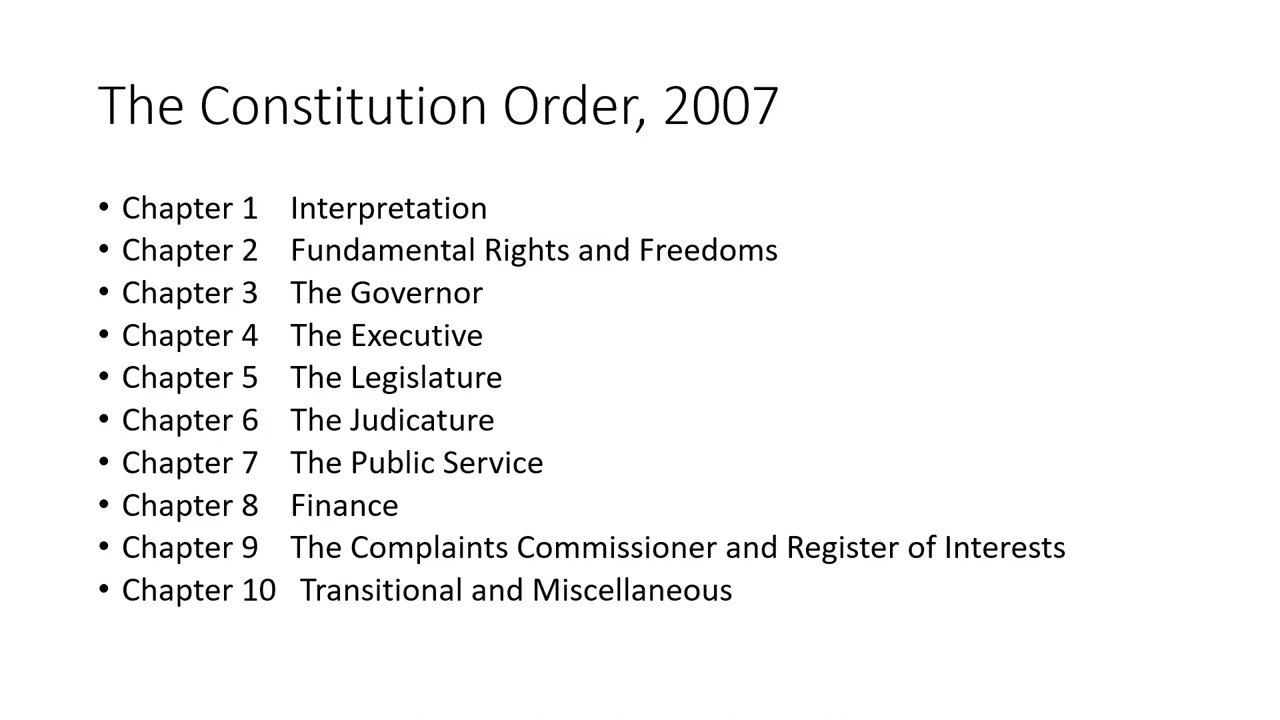 The Constitution Order, 2007
• Chapter 1 Interpretation
• Chapter 2 Fundamental Rights and Freedoms
• Chapter 3 The Governor
• Chapter 4 The Executive
• Chapter 5 The Legislature
• Chapter 6 The Judicature
• Chapter 7 The Public Service
• Chapter 8 Finance
• Chapter 9 The Complaints Commissioner and Register of Interests
• Chapter 10 Transitional and Miscellaneous